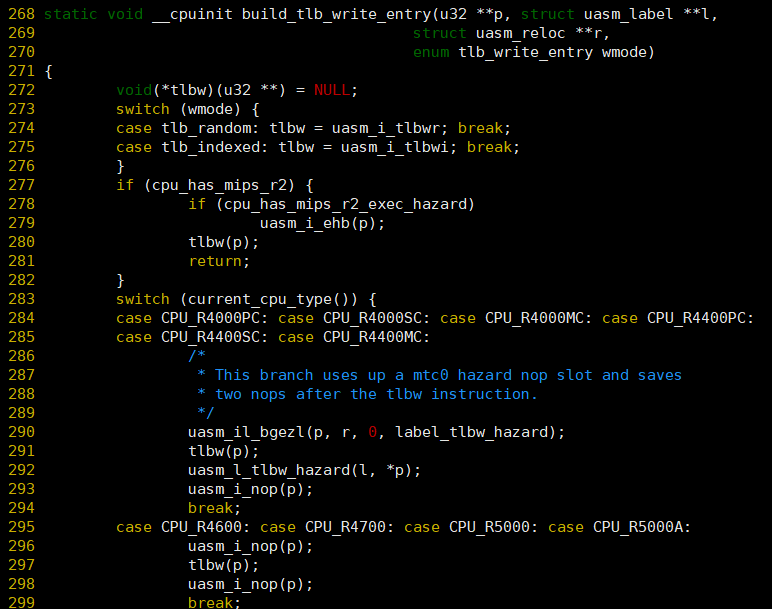 268 static void __cpuinit build_tlb_write_entry(u32 **p, struct uasm_label **l,
269                                          struct uasm_reloc **r,
270                                          enum tlb_write_entry wmode)
271 {
272         void(*tlbw)(u32 **) = NULL;
273         switch (wmode) {
274         case tlb_random: tlbw = uasm_i_tlbwr; break;
275         case tlb_indexed: tlbw = uasm_i_tlbwi; break;
276         }
277         if (cpu_has_mips_r2) {
278                 if (cpu_has_mips_r2_exec_hazard)
279                         uasm_i_ehb(p);
280                 tlbw(p);
281                 return;
282         }
283         switch (current_cpu_type()) {
284         case CPU_R4000PC: case CPU_R4000SC: case CPU_R4000MC: case CPU_R4400PC:
285         case CPU_R4400SC: case CPU_R4400MC:
286                 /*
287                  * This branch uses up a mtc0 hazard nop slot and saves
288                  * two nops after the tlbw instruction.
289                  */
290                 uasm_il_bgezl(p, r, 0, label_tlbw_hazard);
291                 tlbw(p);
292                 uasm_l_tlbw_hazard(l, *p);
293                 uasm_i_nop(p);
294                 break;
295         case CPU_R4600: case CPU_R4700: case CPU_R5000: case CPU_R5000A:
296                 uasm_i_nop(p);
297                 tlbw(p);
298                 uasm_i_nop(p);
299                 break;